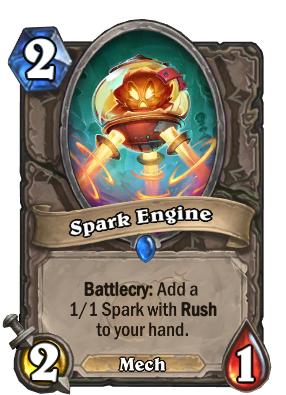 2
Spark Engine
Battlecry: Add a
1/1 Spark with Rush
to your hand.
2
Mech
1